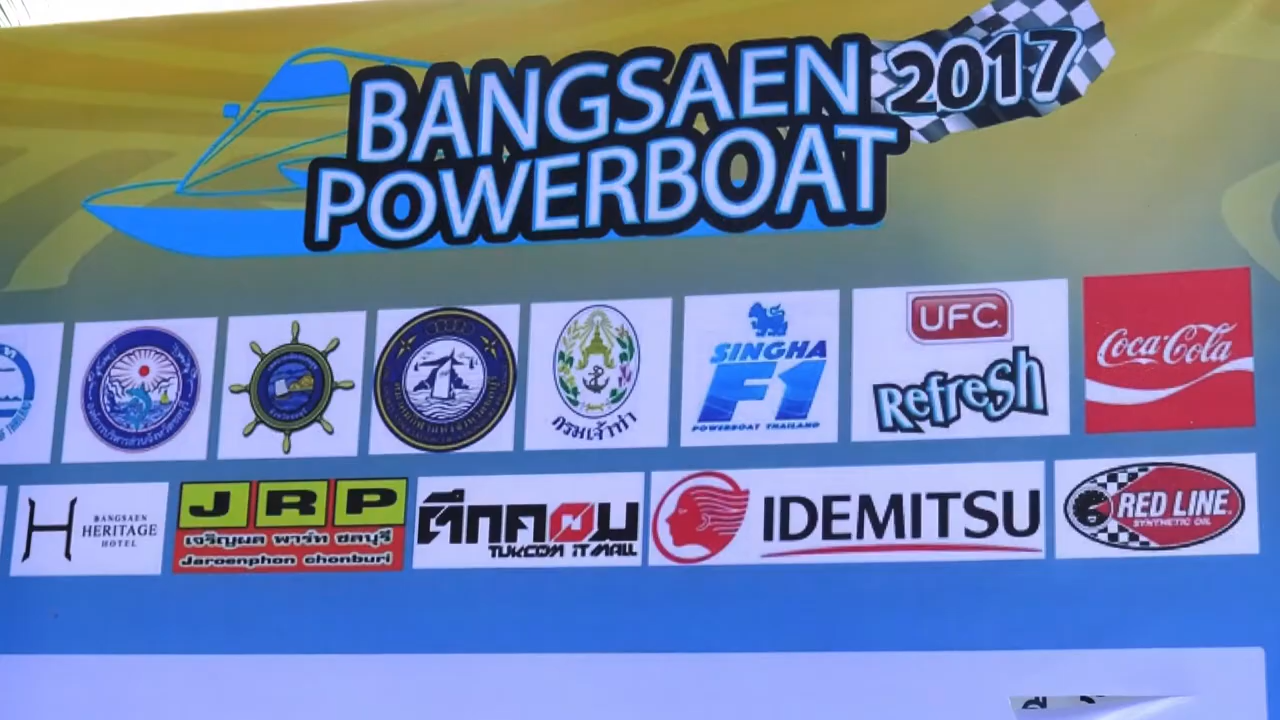 BANGSAEN 2017
POWERBOAT
UFC
Refresh
SINGHA
F1
POWERBOAT THAILAND
Coca-Cola
กรมเจ้าท่า
BANGSAEN
HERITAGE
HOTEL
JRP
เจริญผล พาร์ท ชลบุรี
Jaroenphon chonburi
ตึกคอม
TUKCOM IT MALL
IDEMITSU
RED LINE
SYNTHETIC OIL